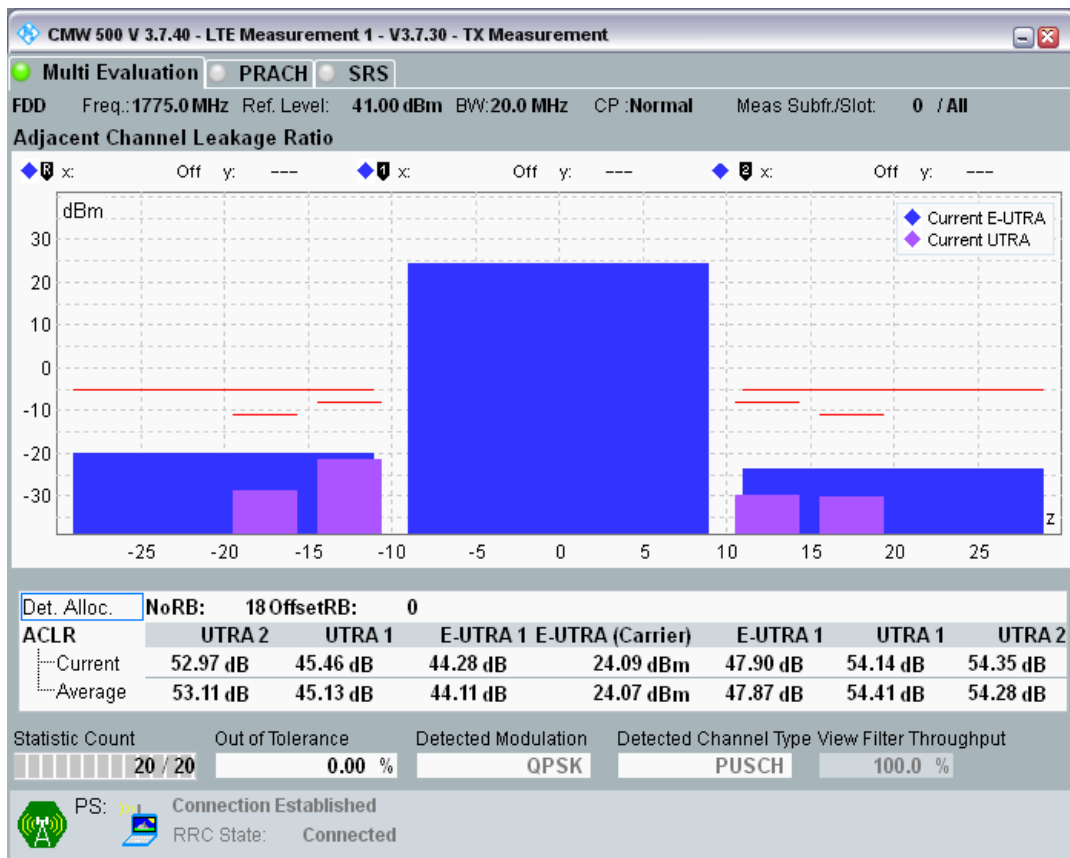 CMW 500 V 3.7.40 - LTE Measurement 1 - V3.7.30 - TX Measurement
Multi Evaluation PRACH SRS
FDD Freq.: 1775.0 MHz Ref. Level: 41.00 dBm BW: 20.0 MHz CP : Normal Meas Subfr./Slot: 0 / All
Adjacent Channel Leakage Ratio
R x: Off y: --- 1 x: Off y: --- 2 x: Off y: ---
dBm
Current E-UTRA
Current UTRA
30
20
10
0
-10
-20
-30
z
-25 -20 -15 -10 -5 0 5 10 15 20 25
Det. Alloc. NoRB: 18 OffsetRB: 0
ACLR UTRA 2 UTRA 1 E-UTRA 1 E-UTRA (Carrier) E-UTRA 1 UTRA 1 UTRA 2
Current 52.97 dB 45.46 dB 44.28 dB 24.09 dBm 47.90 dB 54.14 dB 54.35 dB
Average 53.11 dB 45.13 dB 44.11 dB 24.07 dBm 47.87 dB 54.41 dB 54.28 dB
Statistic Count Out of Tolerance Detected Modulation Detected Channel Type View Filter Throughput
20 / 20 0.00 % QPSK PUSCH 100.0 %
PS: Connection Established
RRC State: Connected